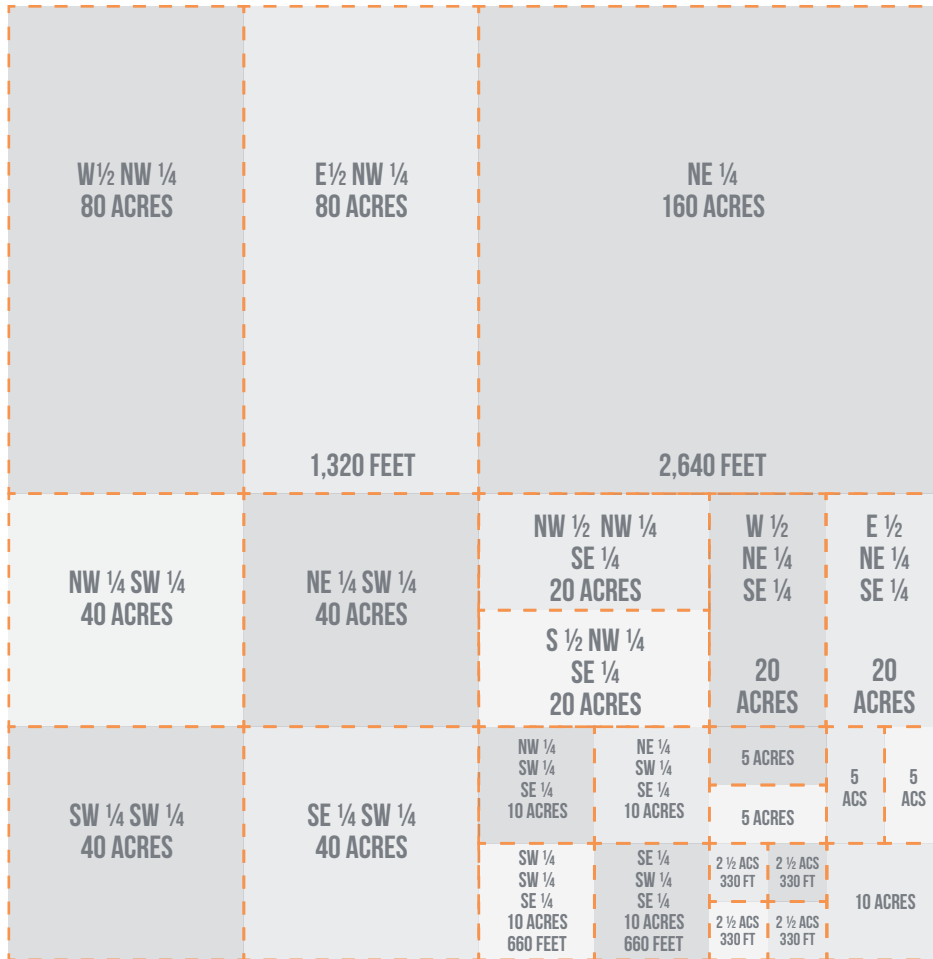 W½ NW ¼
80 ACRES
E½ NW ¼
80 ACRES
1,320 FEET
NE ¼
160 ACRES
2,640 FEET
NW ¼ SW ¼
40 ACRES
NE ¼ SW ¼
40 ACRES
NW ½ NW ¼
SE ¼
20 ACRES
S ½ NW ¼
SE ¼
20 ACRES
W ½
NE ¼
SE ¼
20
ACRES
E ½
NE ¼
SE ¼
20
ACRES
SW ¼ SW ¼
40 ACRES
SE ¼ SW ¼
40 ACRES
NW ¼
SW ¼
SE ¼
10 ACRES
NE ¼
SW ¼
SE ¼
10 ACRES
5 ACRES
5 ACRES
5
ACS
5
ACS
SW ¼
SW ¼
SE ¼
10 ACRES
660 FEET
SE ¼
SW ¼
SE ¼
10 ACRES
660 FEET
2 ½ ACS
330 FT
2 ½ ACS
330 FT
2 ½ ACS
330 FT
2 ½ ACS
330 FT
10 ACRES